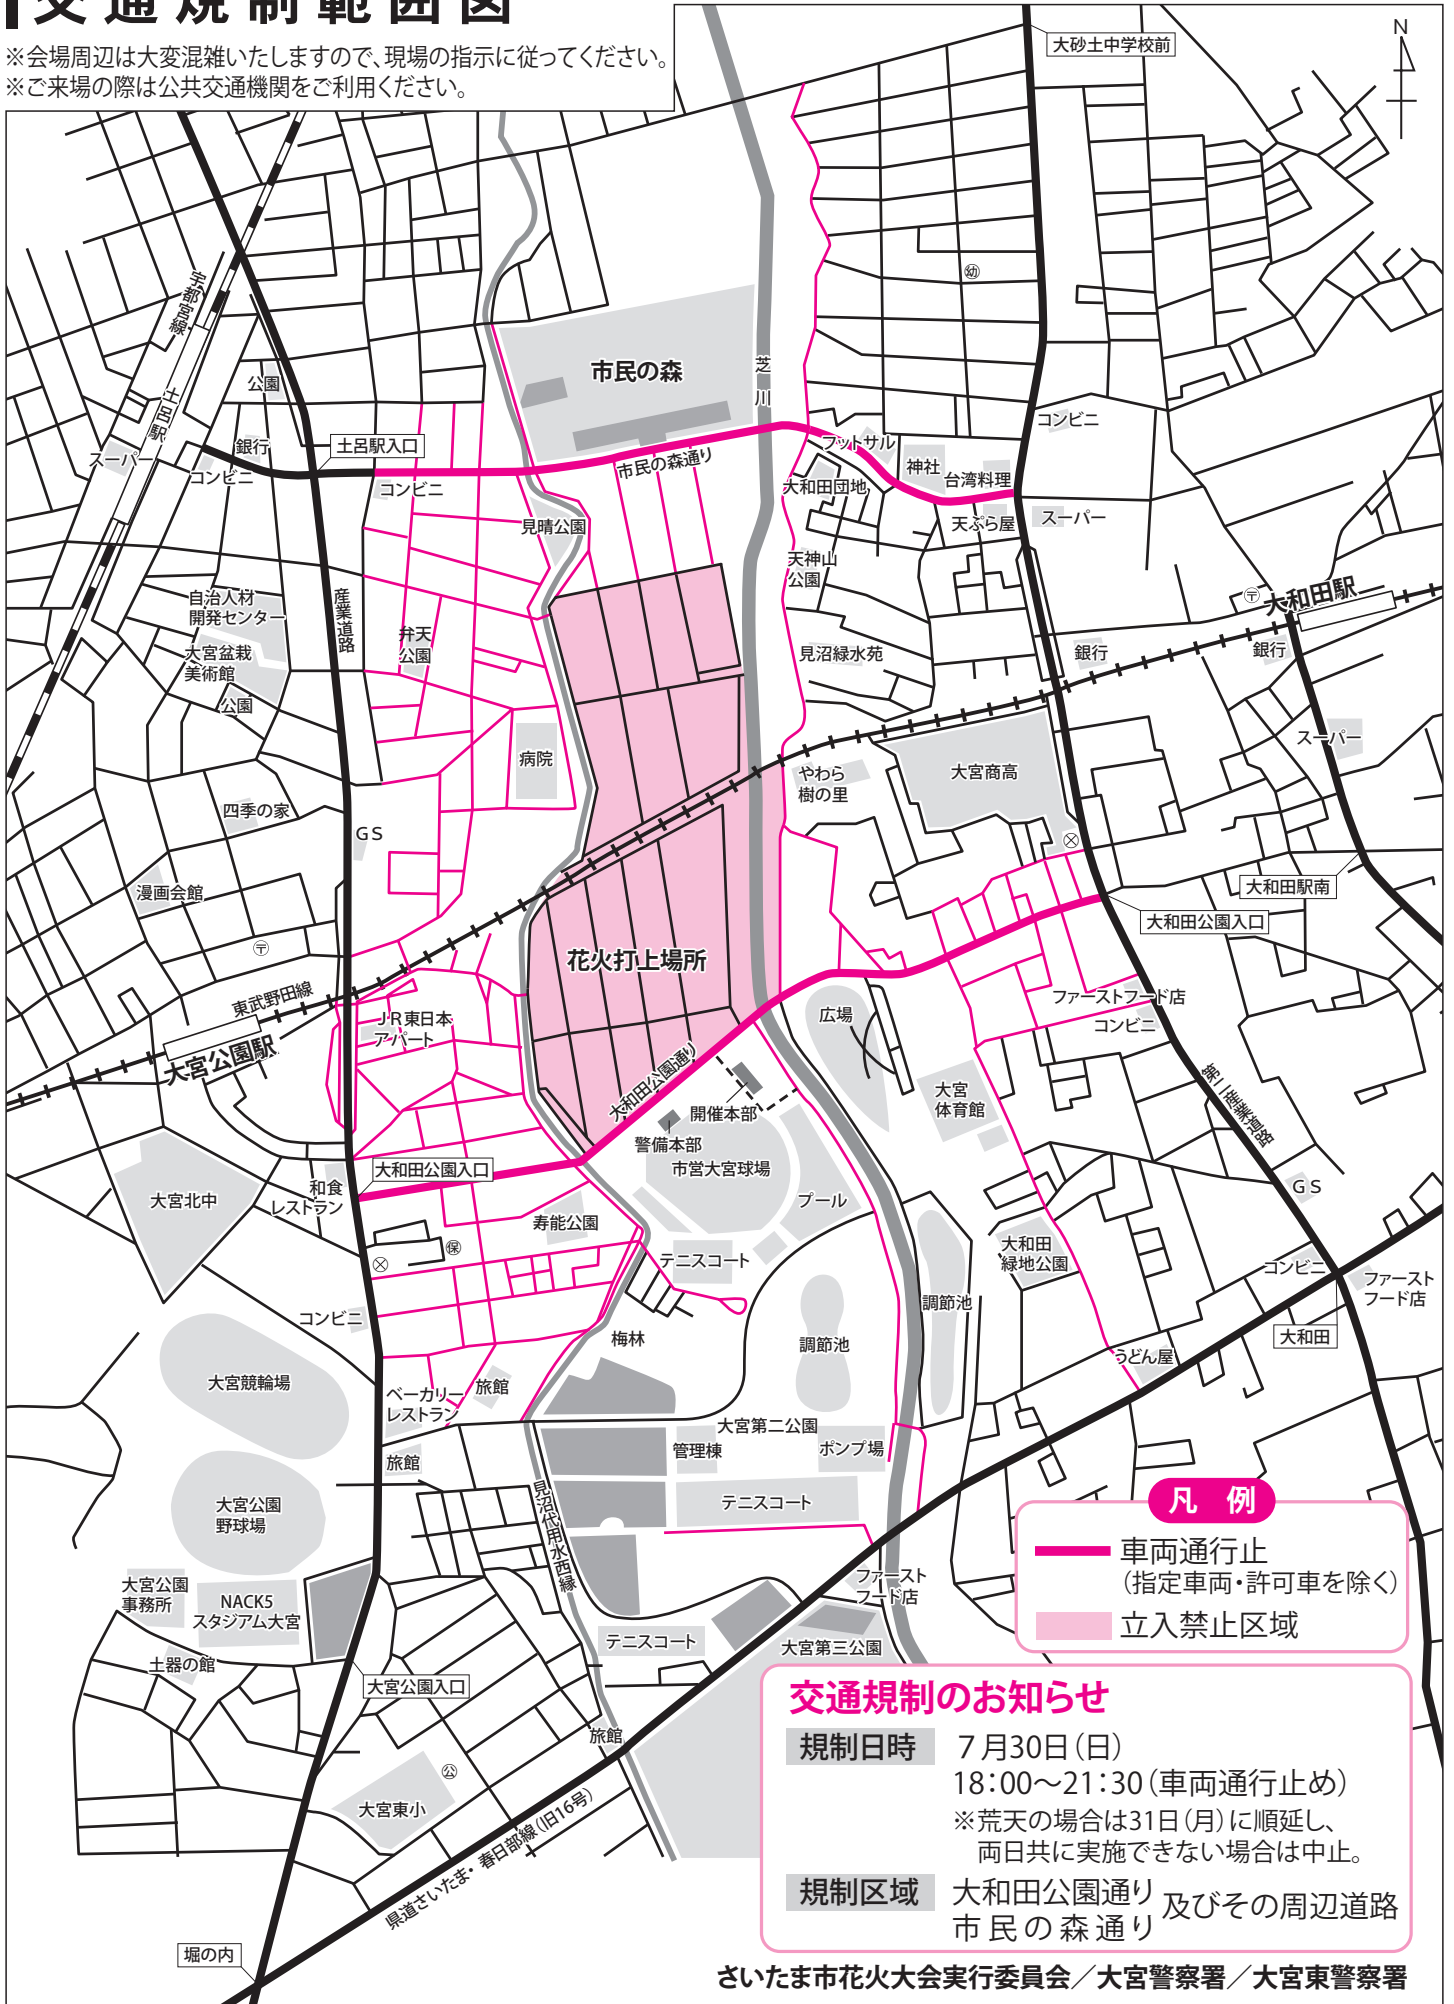 交通規制範囲図
※会場周辺は大変混雑いたしますので、現場の指示に従ってください。
※ご来場の際は公共交通機関をご利用ください。
N
大砂土中学校前
宇都宮線
幼
市民の森
芝川
土呂駅
公園
銀行
土呂駅入口
スーパー
コンビニ
コンビニ
市民の森通り
フットサル
神社
台湾料理
コンビニ
大和田団地
天ぷら屋
スーパー
見晴公園
天神山
公園
自治人材
開発センター
産業道路
弁天
公園
大宮盆栽
美術館
公園
見沼緑水苑
〒
大和田駅
銀行
銀行
スーパー
病院
やわら
樹の里
大宮商高
四季の家
GS
漫画会館
大和田駅南
大和田公園入口
〒
花火打上場所
東武野田線
大宮公園駅
JR東日本
アパート
広場
ファーストフード店
コンビニ
大和田公園通り
開催本部
警備本部
大宮
体育館
第二産業道路
市営大宮球場
大和田公園入口
和食
レストラン
大宮北中
プール
GS
寿能公園
保
テニスコート
大和田
緑地公園
コンビニ
ファースト
フード店
コンビニ
調節池
大和田
梅林
調節池
うどん屋
大宮競輪場
ベーカリー
レストラン
旅館
大宮第二公園
管理棟
ポンプ場
旅館
見沼代用水西縁
テニスコート
大宮公園
野球場
ファースト
フード店
大宮公園
事務所
NACK5
スタジアム大宮
テニスコート
大宮第三公園
土器の館
大宮公園入口
旅館
公
大宮東小
県道さいたま・春日部線(旧16号)
堀の内
凡 例
車両通行止
(指定車両・許可車を除く)
立入禁止区域
交通規制のお知らせ
規制日時 7月30日(日)
18:00〜21:30(車両通行止め)
※荒天の場合は31日(月)に順延し、
両日共に実施できない場合は中止。
規制区域 大和田公園通り
市民の森通り 及びその周辺道路
さいたま市花火大会実行委員会／大宮警察署／大宮東警察署